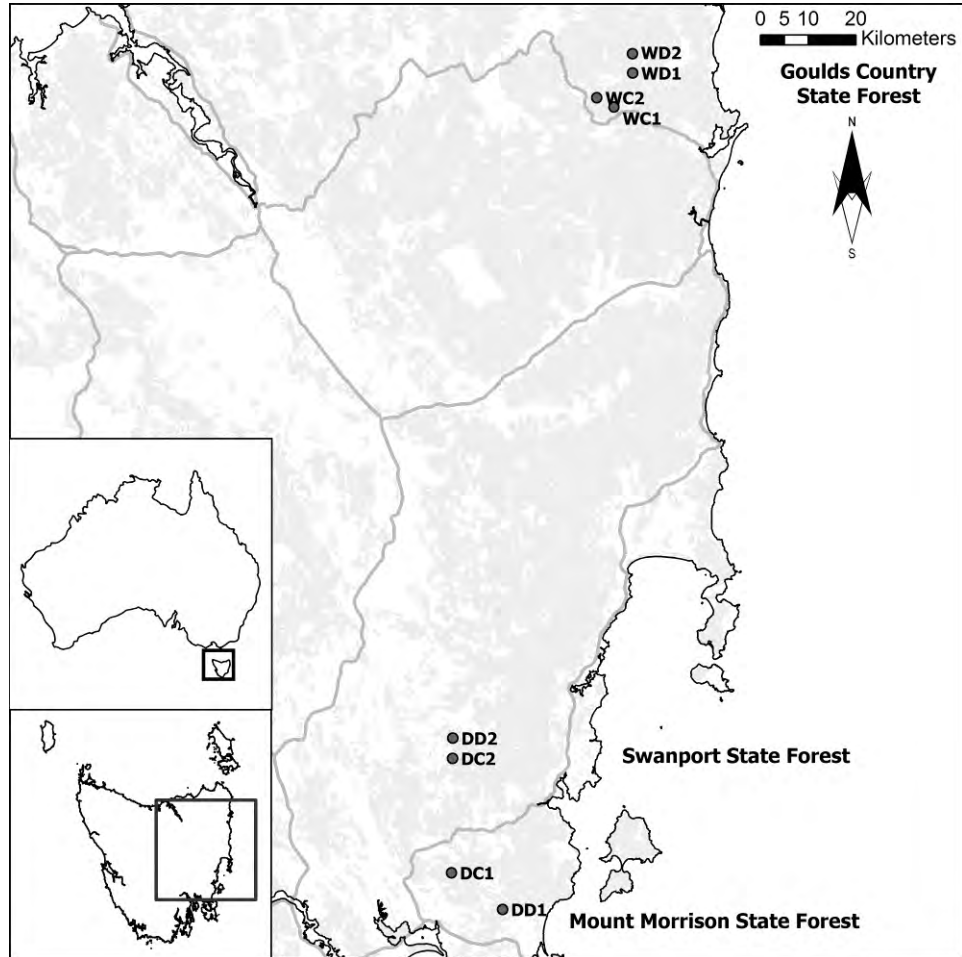 0 5 10 20
Kilometers
Goulds Country
State Forest
N
S
WD2
WD1
WC2
WC1
DD2
DC2
Swanport State Forest
DC1
DD1
Mount Morrison State Forest